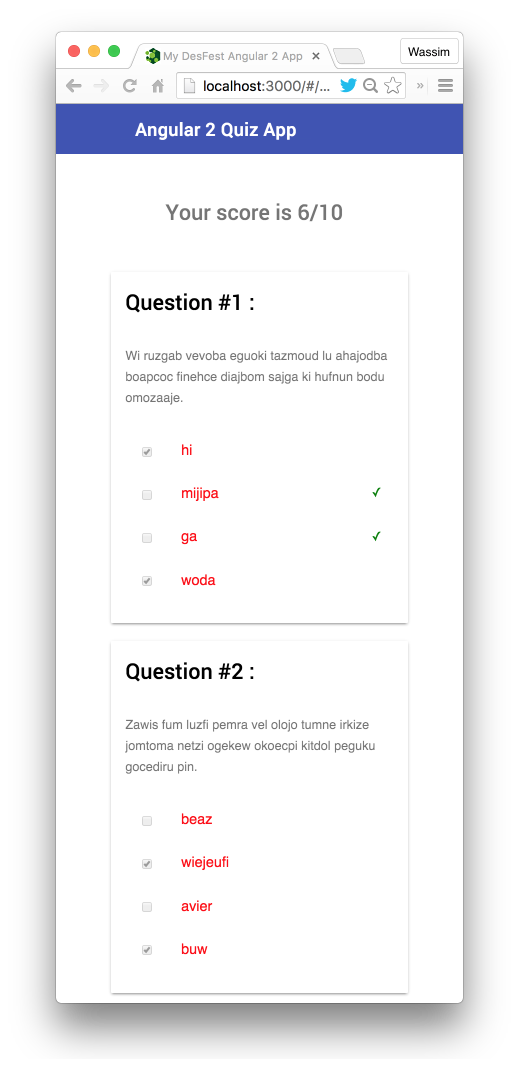 My DesFest Angular 2 App
Wassim
localhost:3000/#/...
Angular 2 Quiz App
Your score is 6/10
Question #1 :
Wi ruzgab vevoba eguoki tazmoud lu ahajodba
boapcoc finehce diajbom sajga ki hufnun bodu
omozaaje.
hi
mijipa
ga
woda
Question #2 :
Zawis fum luzfi pemra vel olojo tumne irkize
jomtoma netzi ogekew okoecpi kitdol peguku
gocediru pin.
beaz
wiejeufi
avier
buw